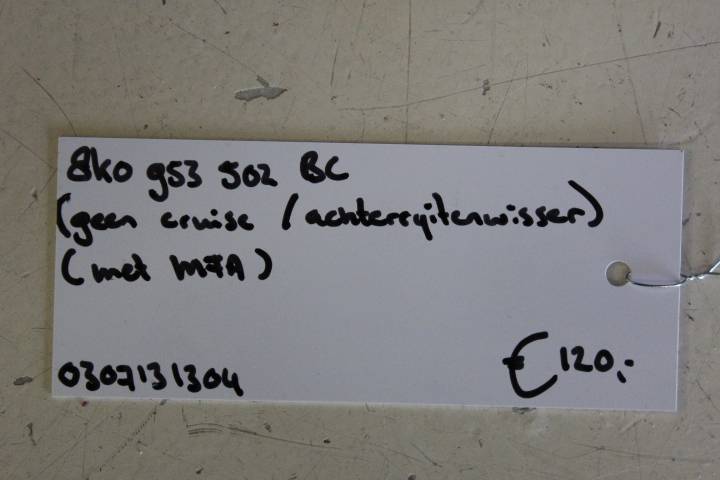 8k0 953 502 BC
(geen cruise / achterruitenwisser)
(met MFA)
0307131304
€ 120,-